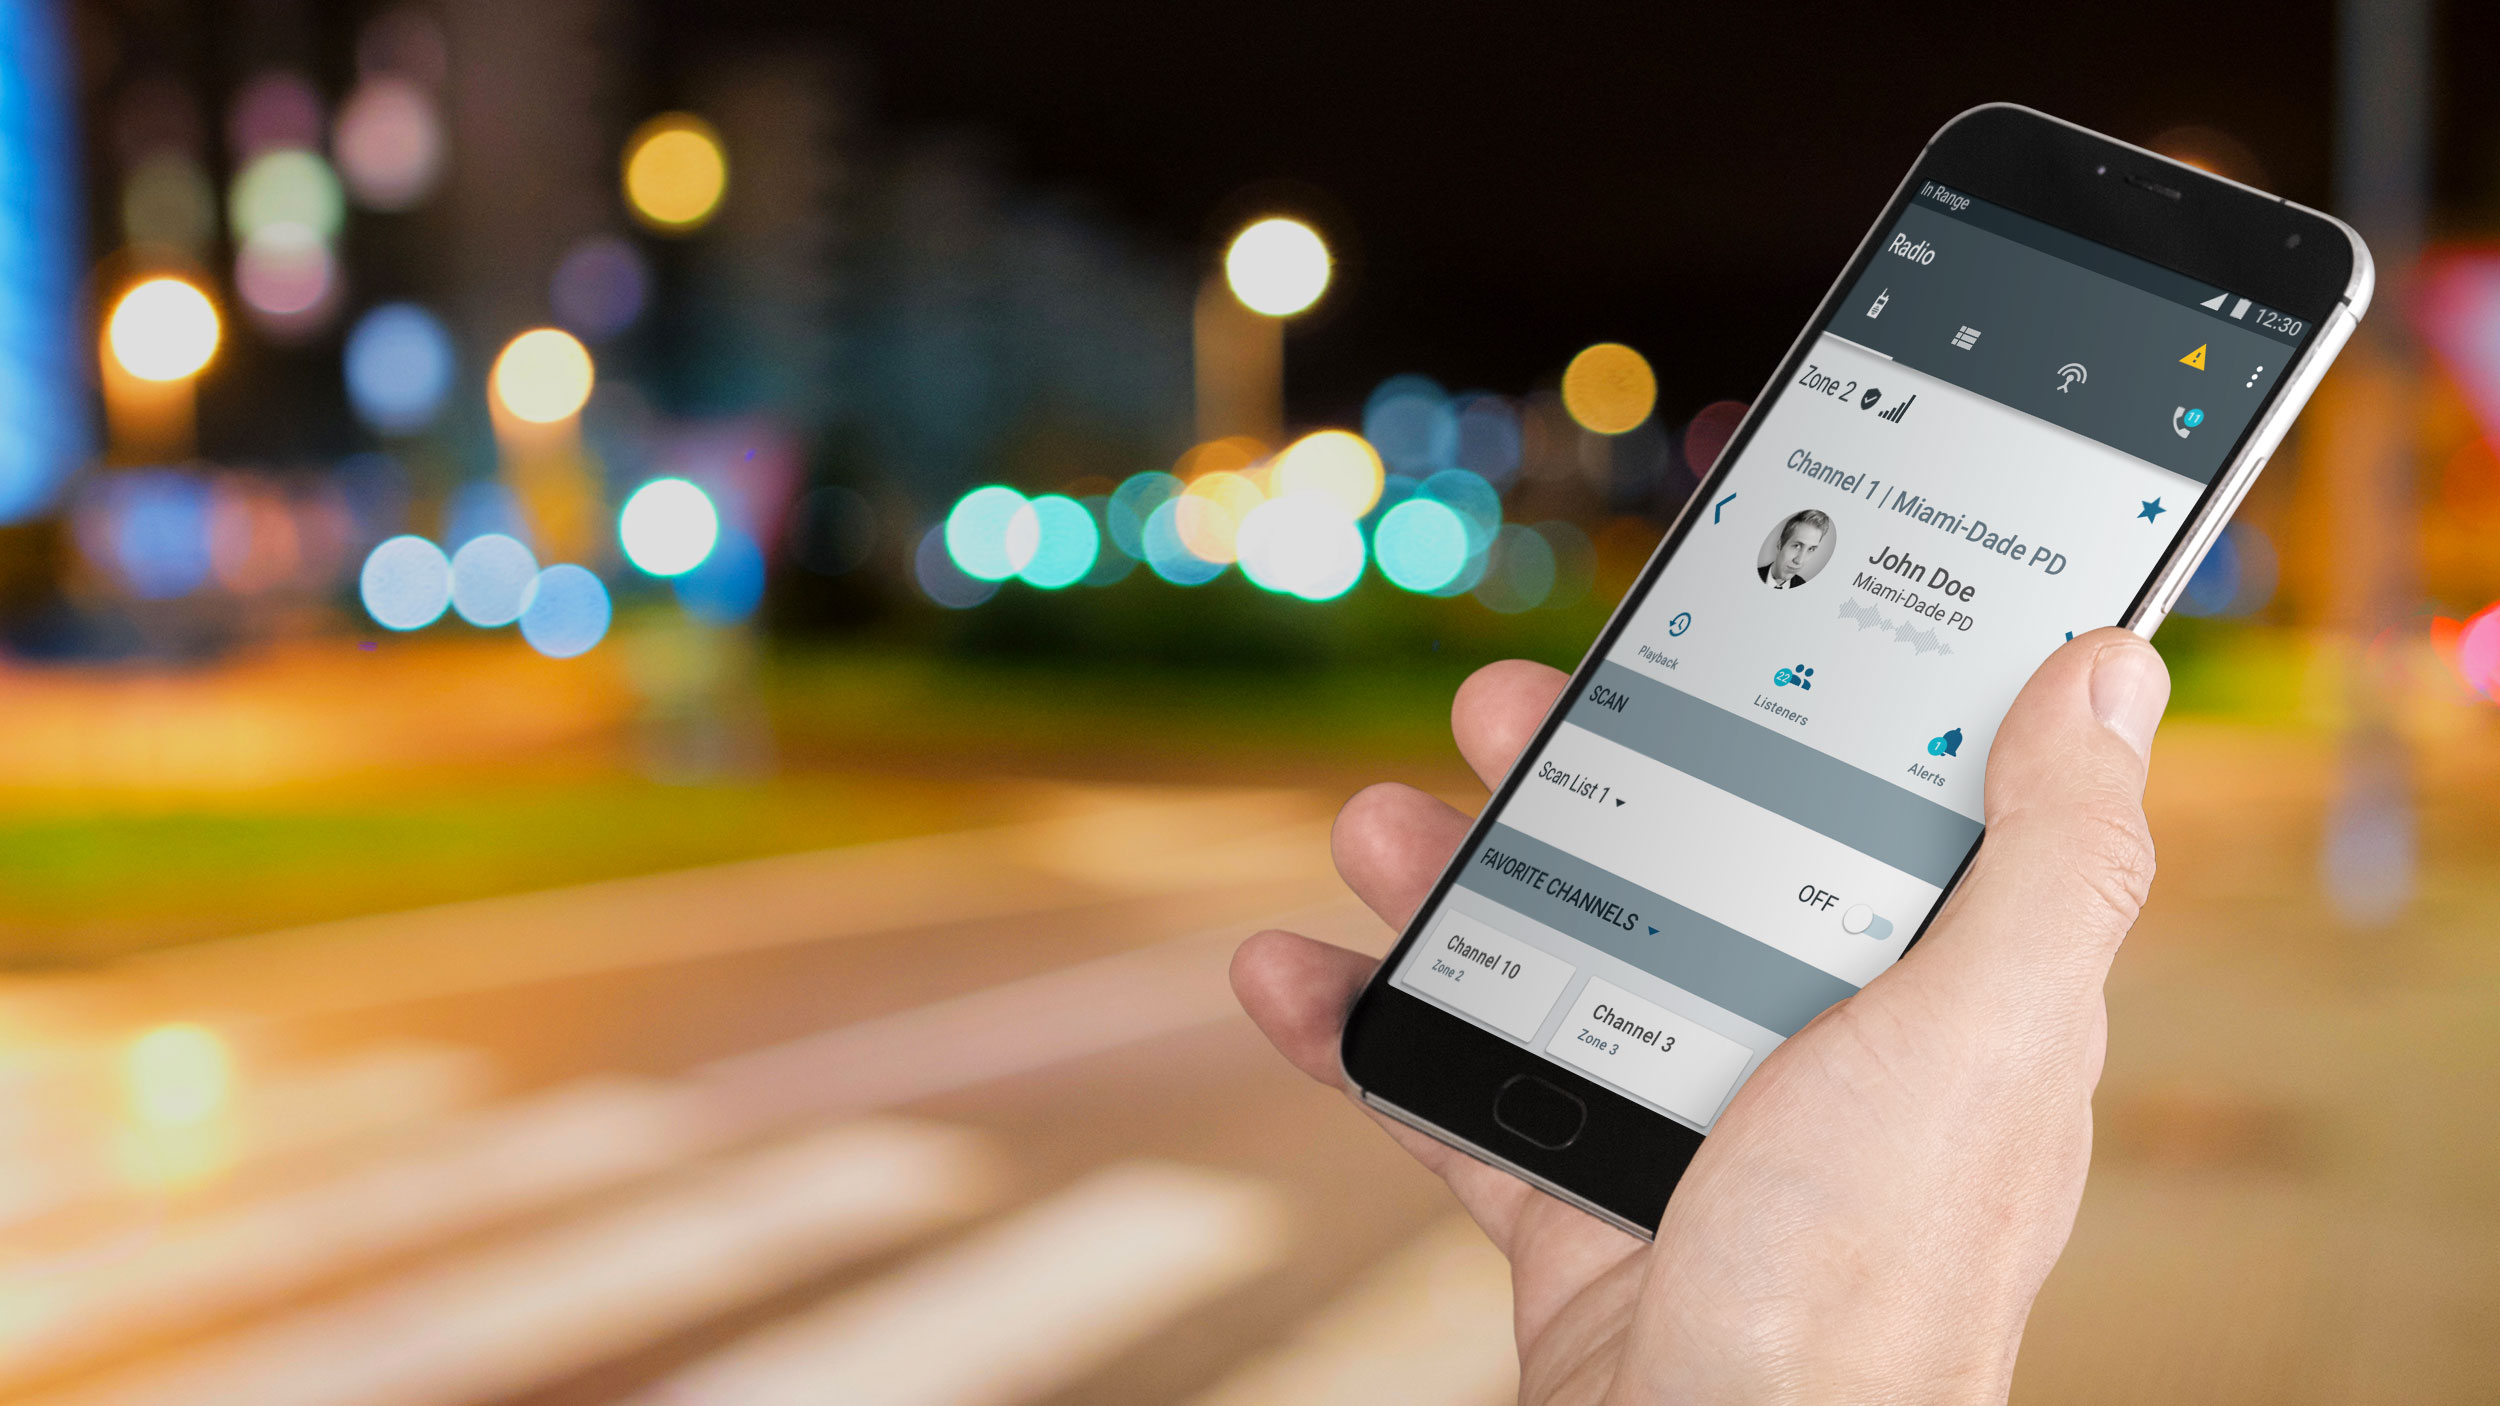 In Range
12:30
Radio
11
Zone 2
Channel 1 | Miami-Dade PD
John Doe
Miami-Dade PD
Playback
22
Listeners
1
Alerts
SCAN
Scan List 1
OFF
FAVORITE CHANNELS
Channel 10
Zone 2
Channel 3
Zone 3